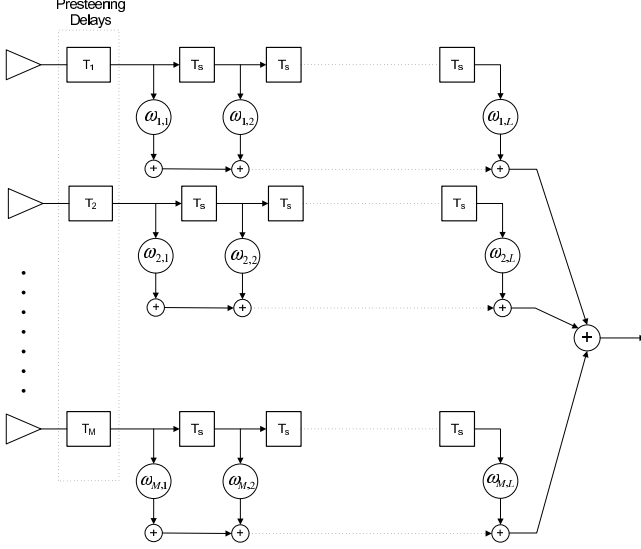 Presteering
Delays
T1 Ts Ts Ts
ω1,1 ω1,2 ω1,L
+ + +
T2 Ts Ts Ts
ω2,1 ω2,2 ω2,L
+ + +
+
TM Ts Ts Ts
ωM,1 ωM,2 ωM,L
+ + +